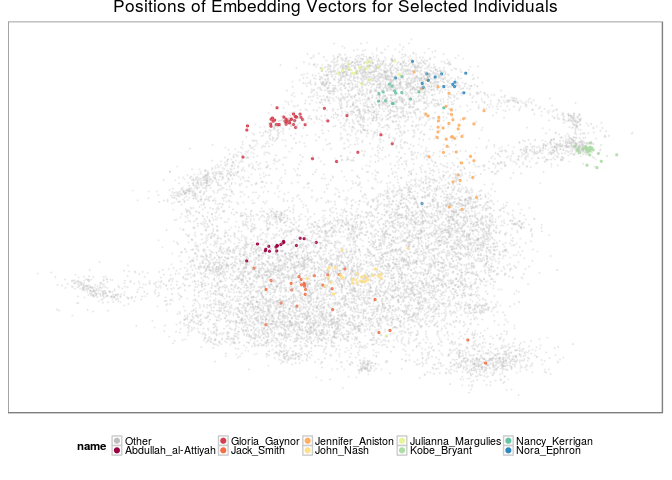 Positions of Embedding Vectors for Selected Individuals
name Other Gloria_Gaynor Jennifer_Aniston Julianna_Margulies Nancy_Kerrigan
Abdullah_al-Attiyah Jack_Smith John_Nash Kobe_Bryant Nora_Ephron